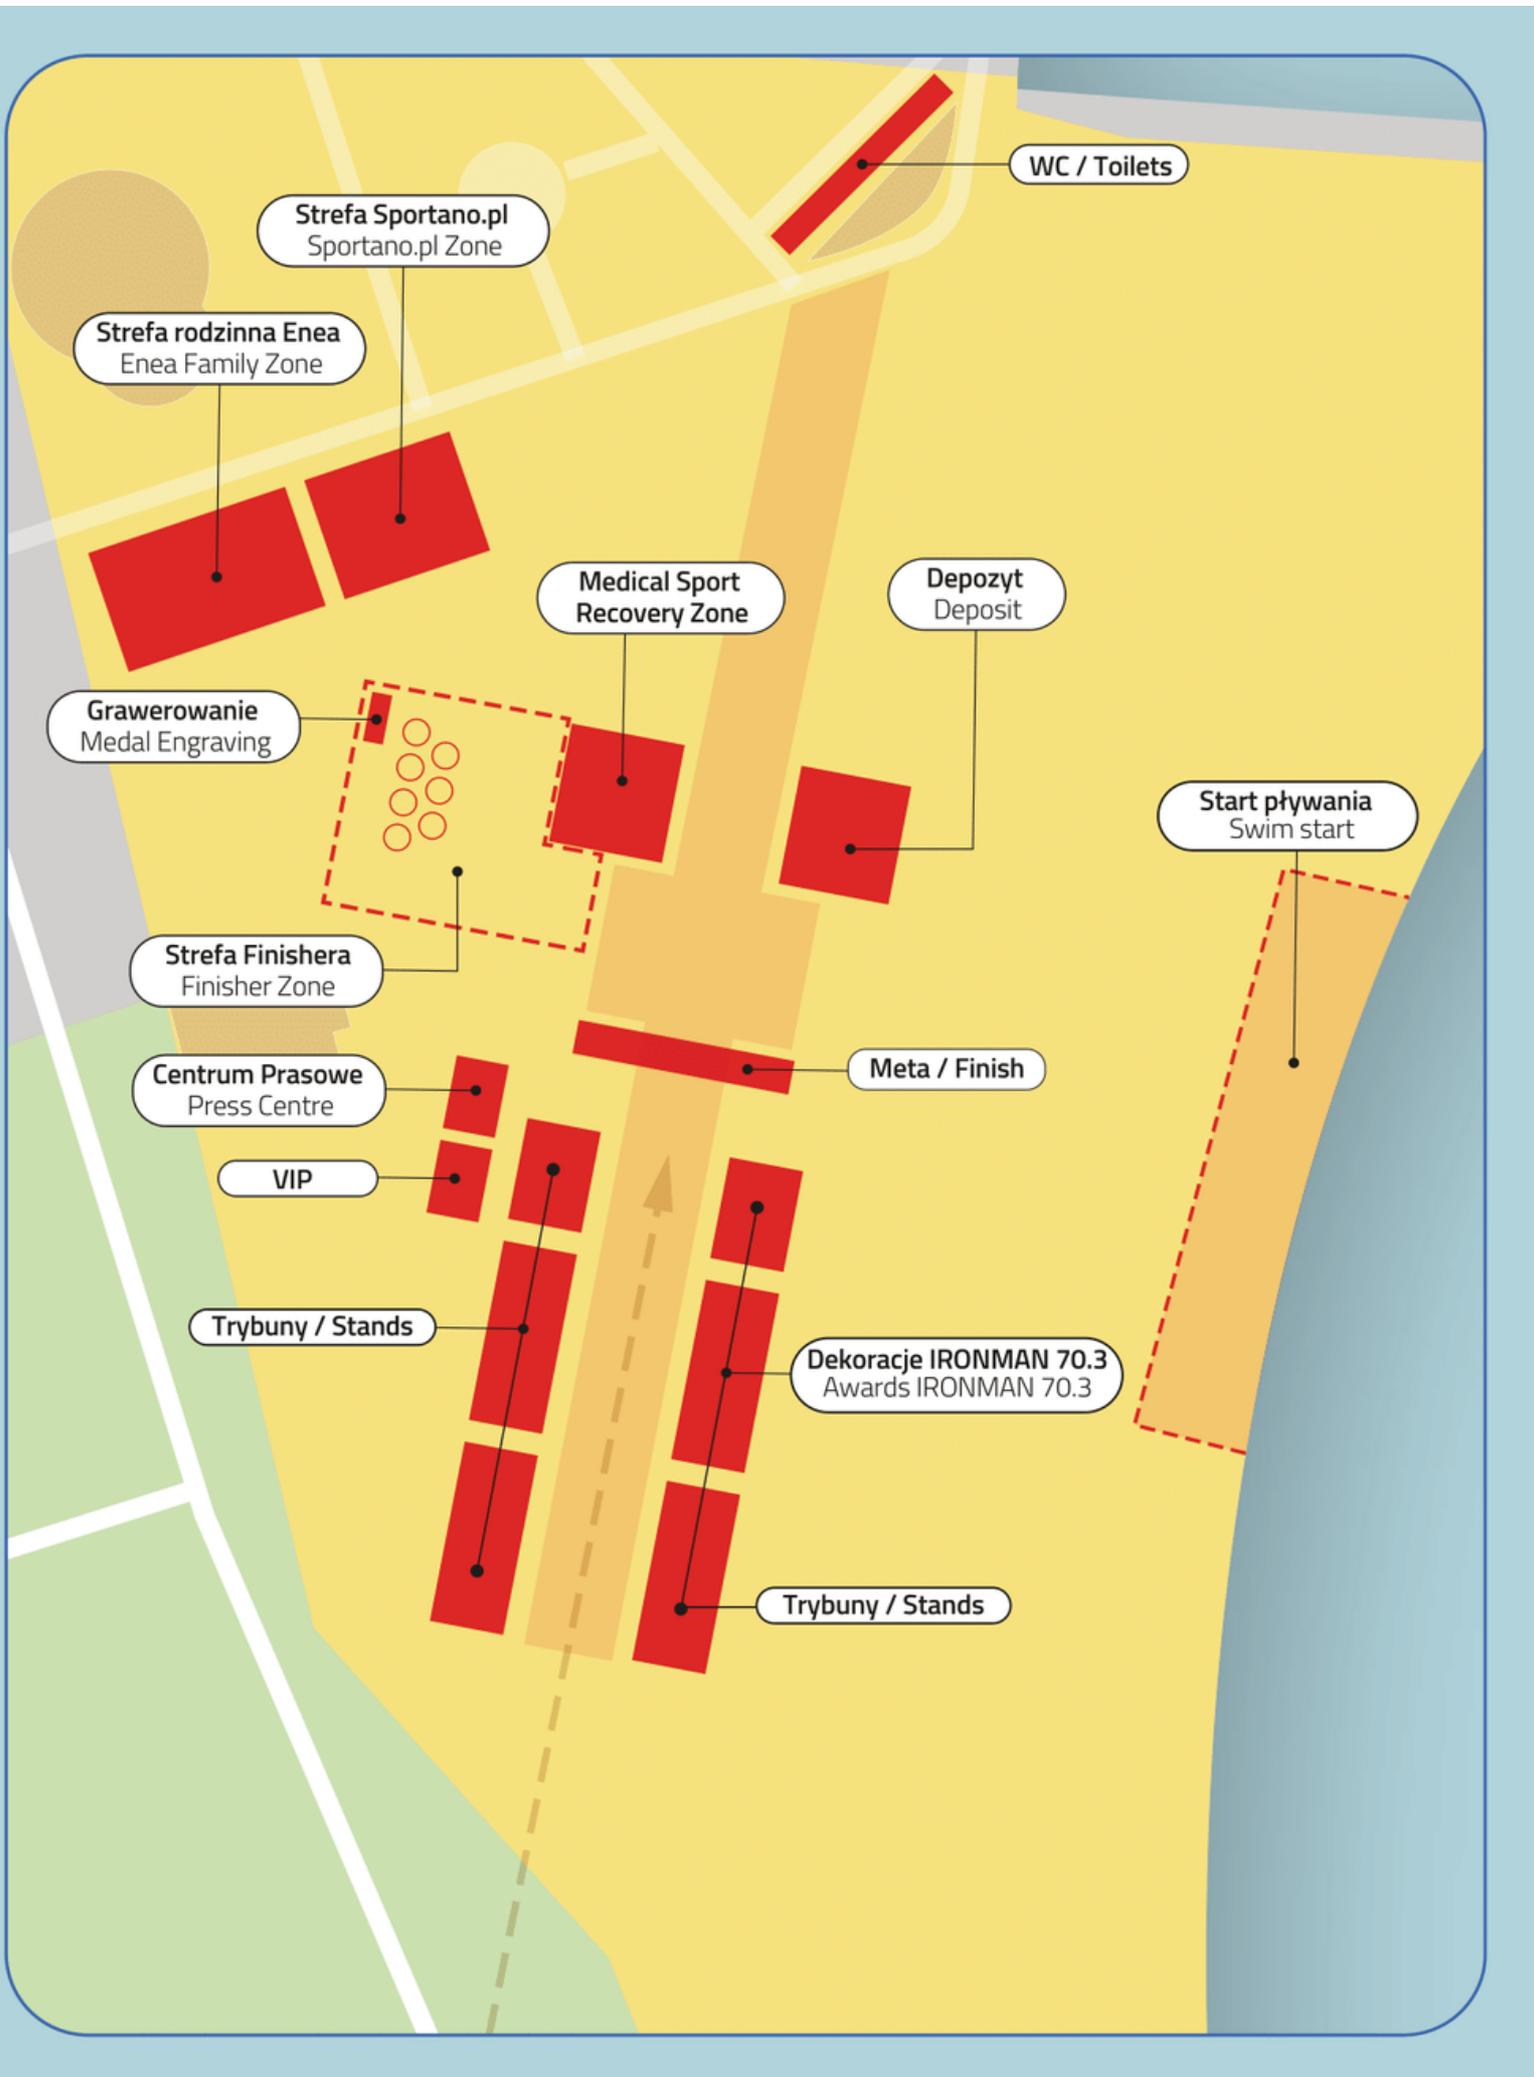 WC / Toilets
Strefa Sportano.pl
Sportano.pl Zone
Strefa rodzinna Enea
Enea Family Zone
Medical Sport
Recovery Zone
Depozyt
Deposit
Grawerowanie
Medal Engraving
Start pływania
Swim start
Strefa Finishera
Finisher Zone
Centrum Prasowe
Press Centre
Meta / Finish
VIP
Trybuny / Stands
Dekoracje IRONMAN 70.3
Awards IRONMAN 70.3
Trybuny / Stands